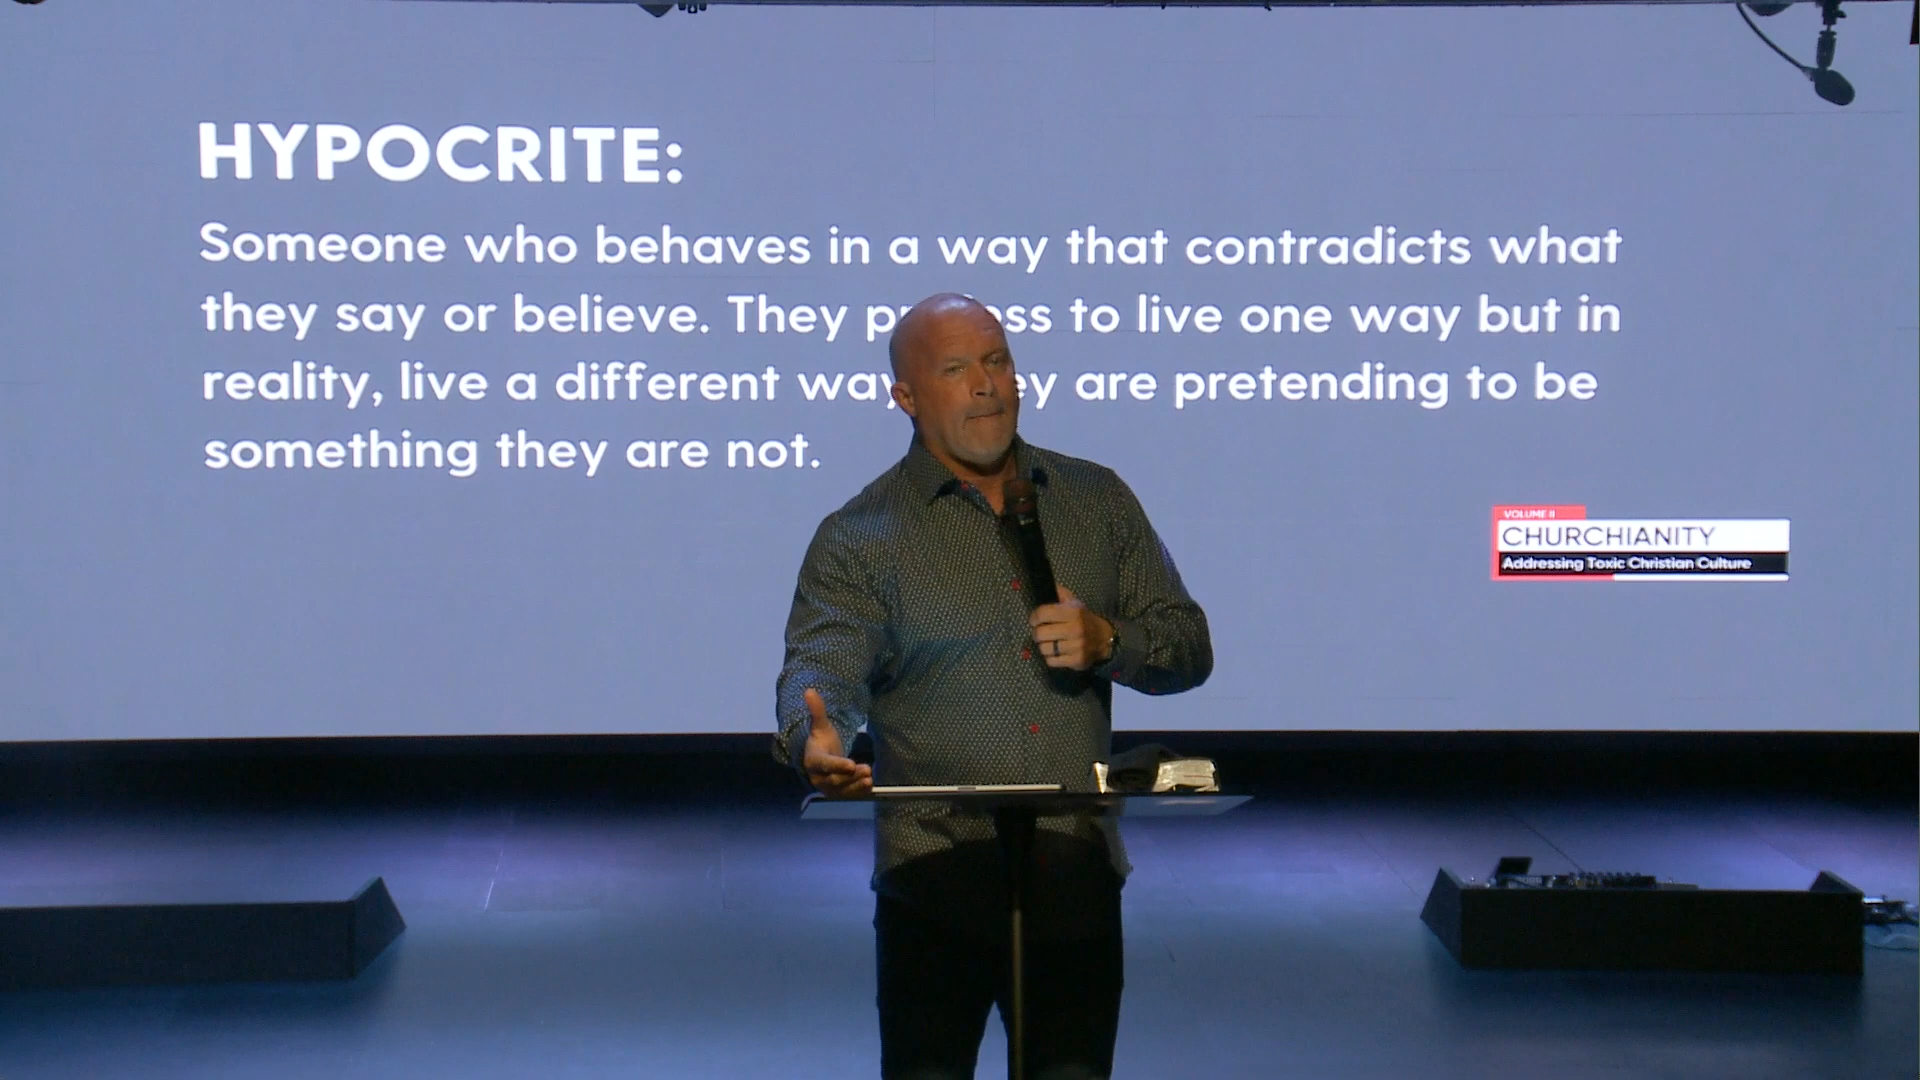 HYPOCRITE:
Someone who behaves in a way that contradicts what
they say or believe. They ss to live one way but in
reality, live a different way are pretending to be
something they are not.
VOLUME II
CHURCHIANITY
Addressing Toxic Christian Culture